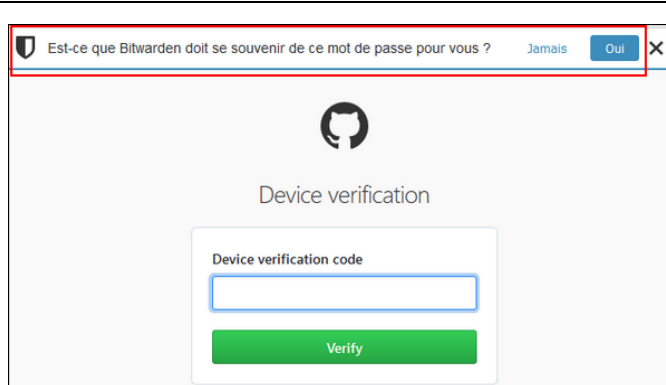 Est-ce que Bitwarden doit se souvenir de ce mot de passe pour vous ? Jamais Oui
Device verification
Device verification code
Verify